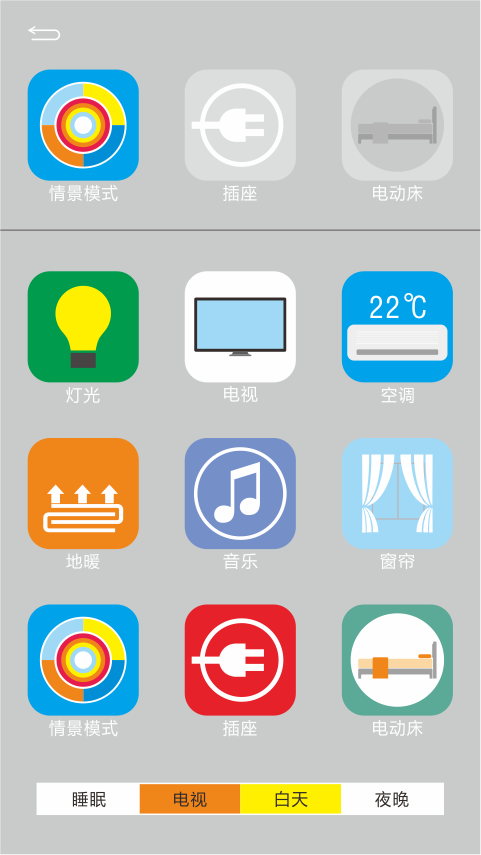 情景模式 插座 电动床
22℃
灯光 电视 空调
地暖 音乐 窗帘
情景模式 插座 电动床
睡眠 电视 白天 夜晚